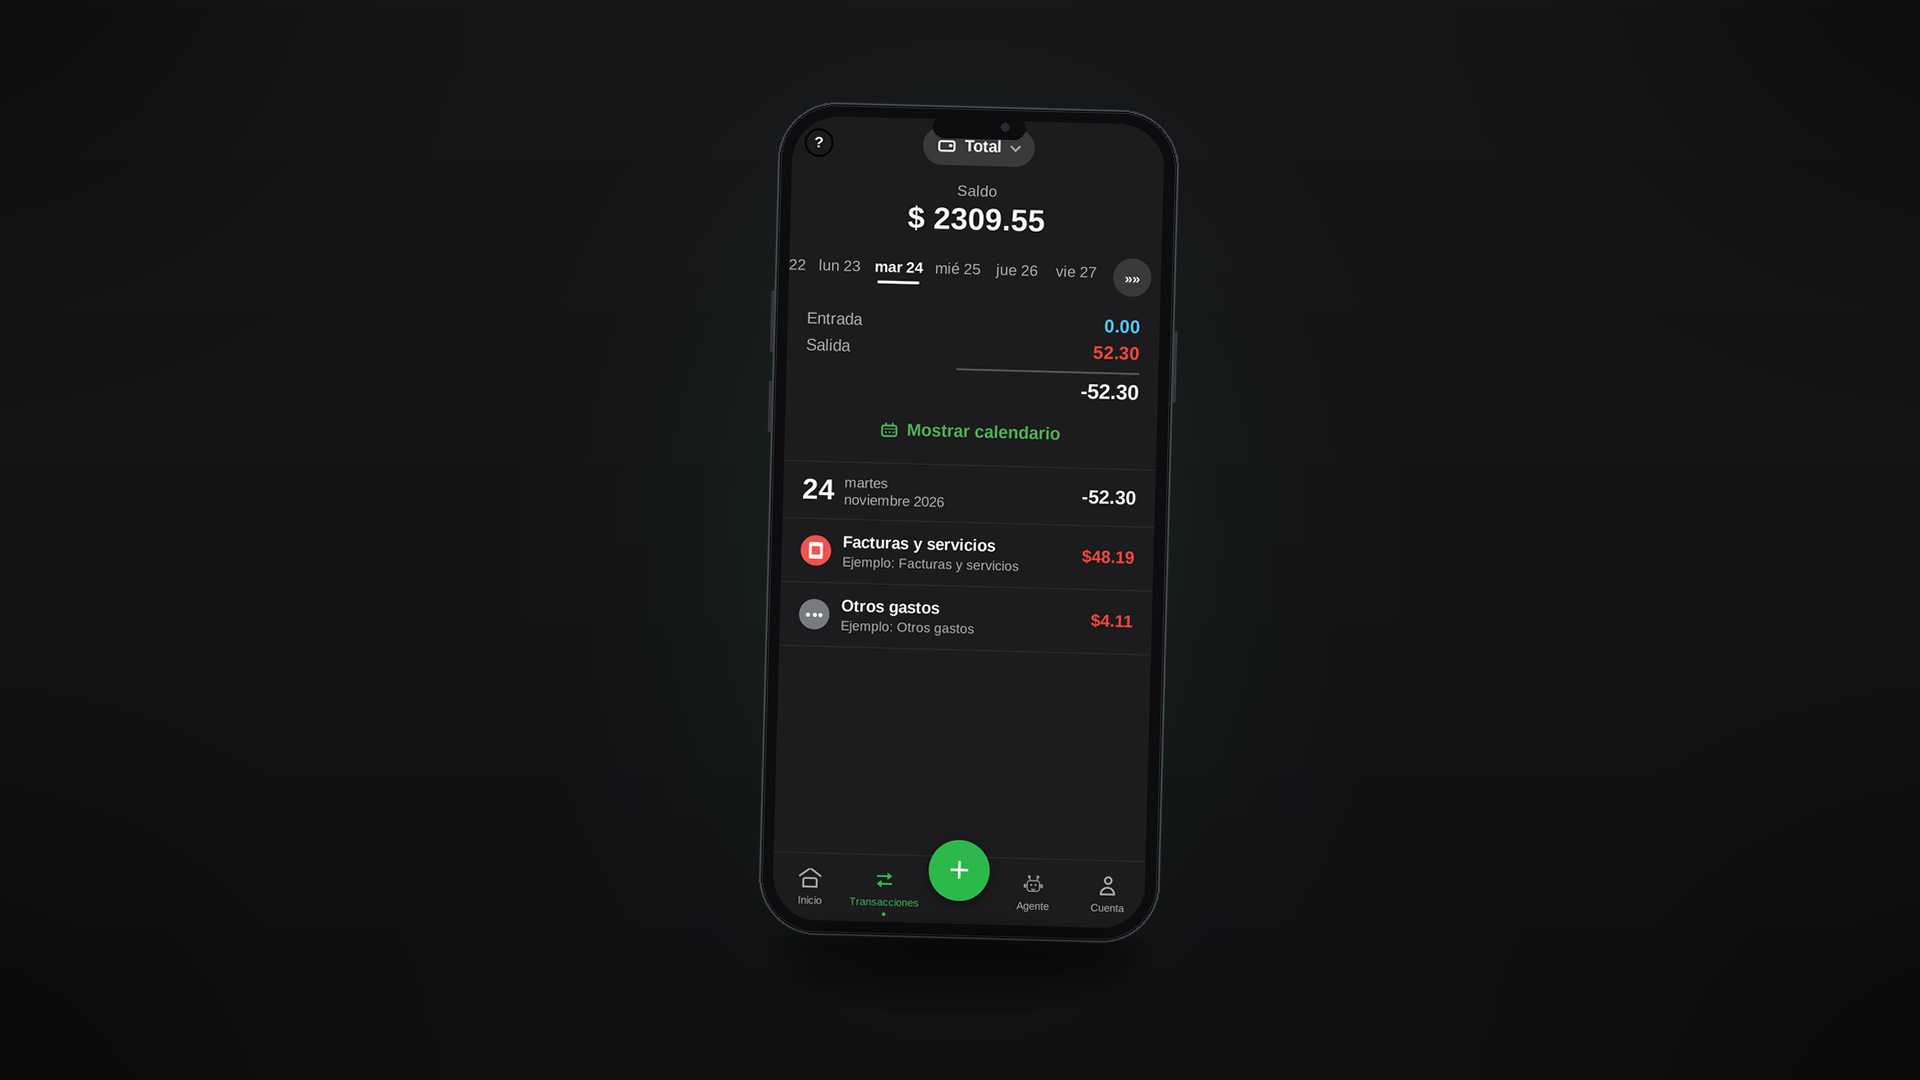 ?
Total
Saldo
$ 2309.55
22 lun 23 mar 24 mié 25 jue 26 vie 27 »»
Entrada 0.00
Salida 52.30
-52.30
Mostrar calendario
24 martes noviembre 2026 -52.30
Facturas y servicios $48.19
Ejemplo: Facturas y servicios
Otros gastos $4.11
Ejemplo: Otros gastos
+
Inicio Transacciones Agente Cuenta